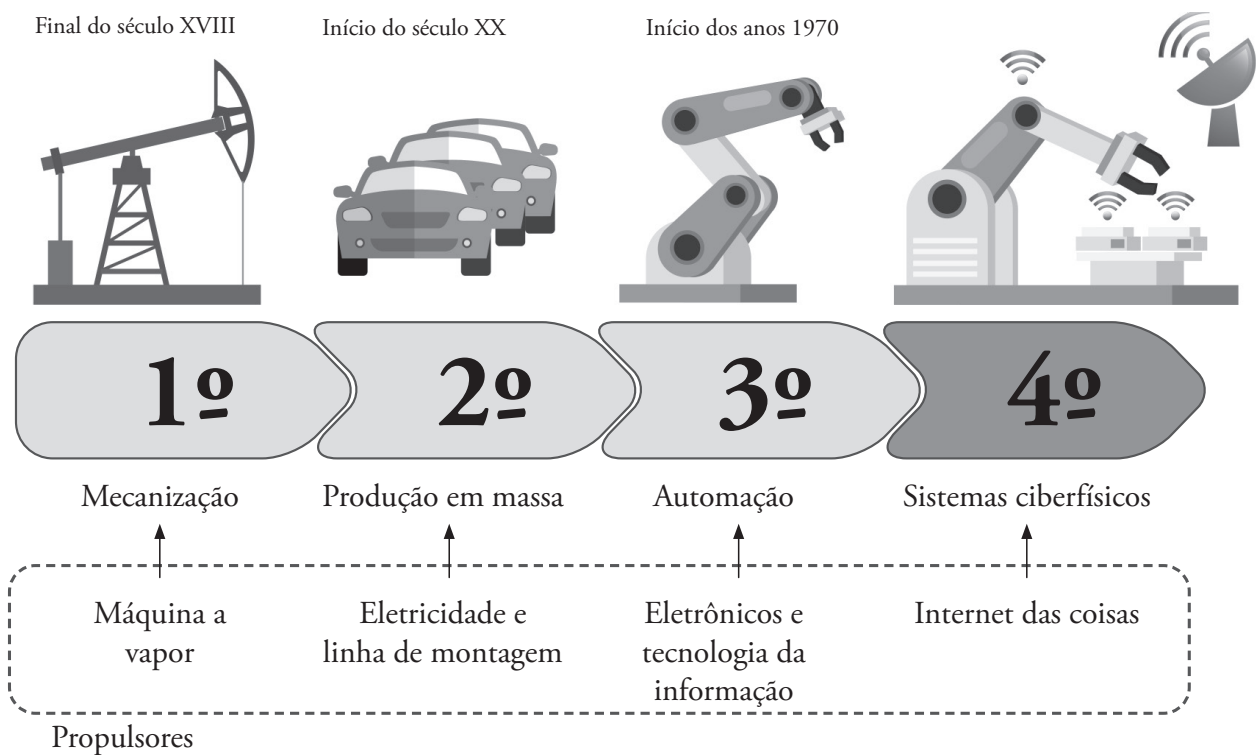 Final do século XVIII
Início do século XX
Início dos anos 1970
1º
2º
3º
4º
Mecanização
Produção em massa
Automação
Sistemas ciberfísicos
Máquina a
vapor
Eletricidade e
linha de montagem
Eletrônicos e
tecnologia da
informação
Internet das coisas
Propulsores